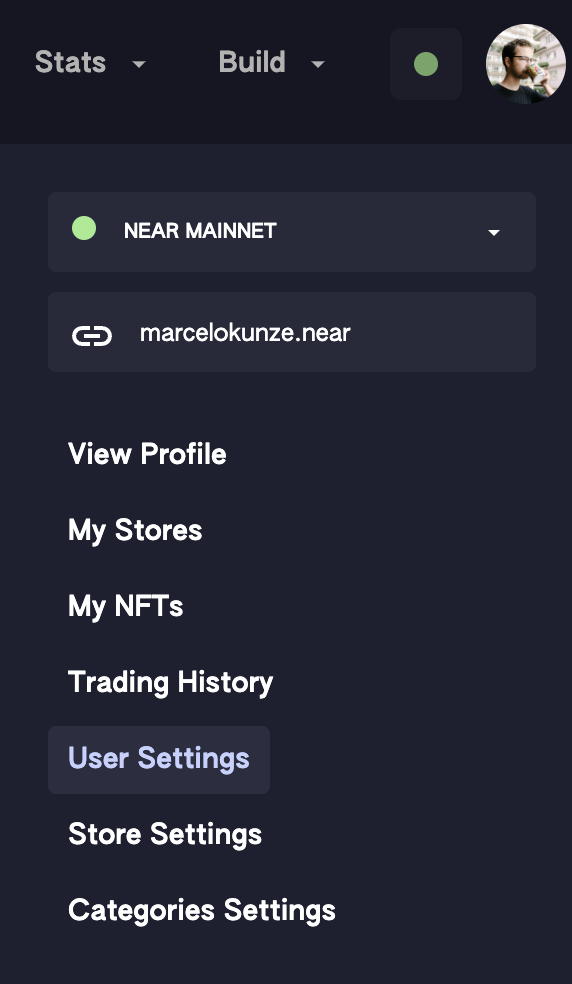 Stats
Build
NEAR MAINNET
marcelokunze.near
View Profile
My Stores
My NFTs
Trading History
User Settings
Store Settings
Categories Settings